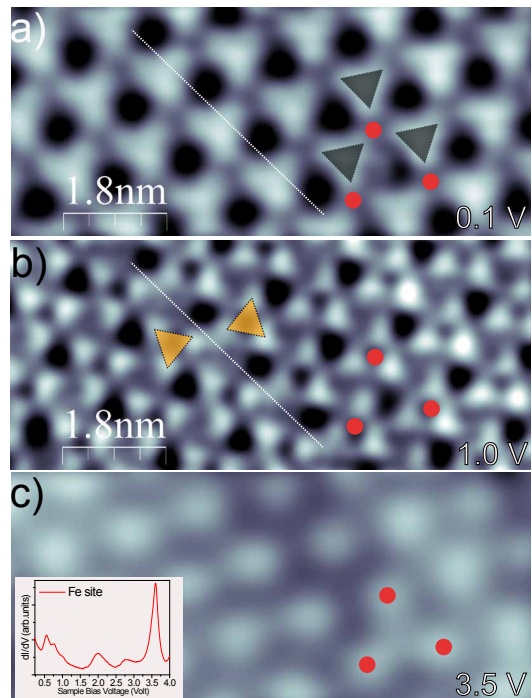 a)
1.8nm
0.1 V
b)
1.8nm
1.0 V
c)
Fe site
dI/dV (arb.units)
0.5 1.0 1.5 2.0 2.5 3.0 3.5 4.0
Sample Bias Voltage (Volt)
3.5 V